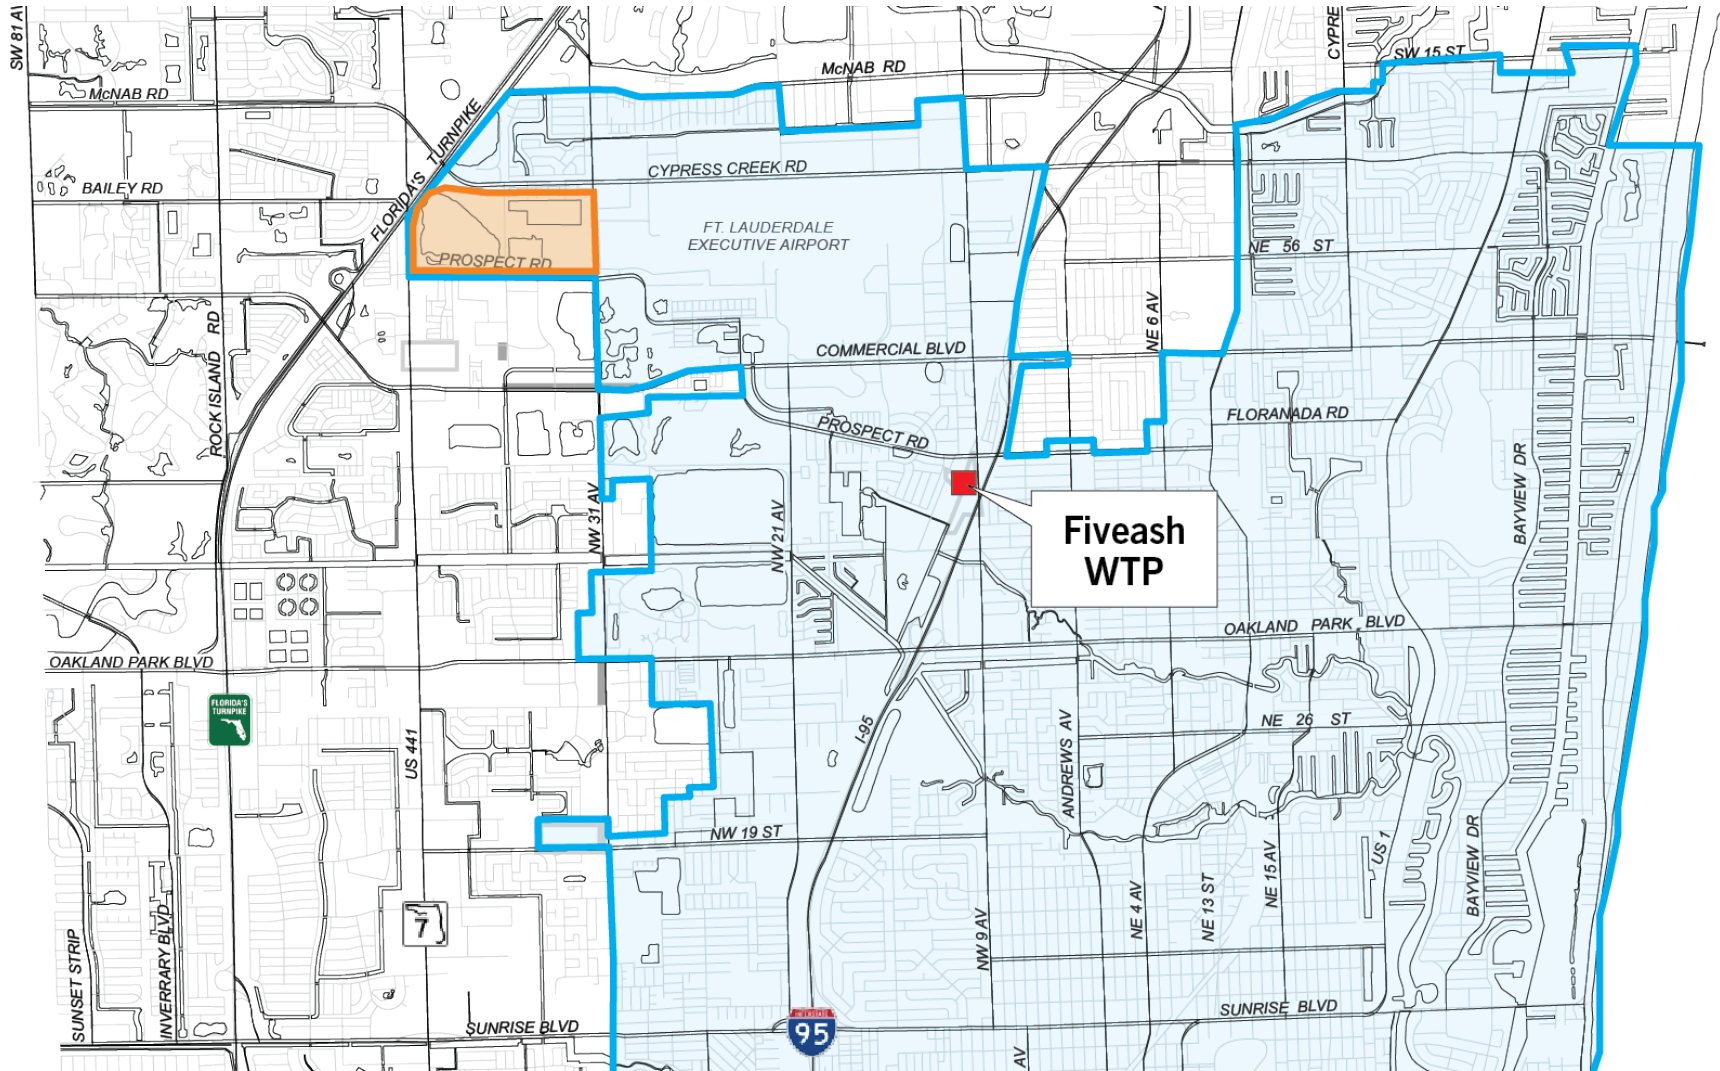 SW 81 AV
CYPRE
SW 15 ST
McNAB RD
McNAB RD
FLORIDA'S TURNPIKE
CYPRESS CREEK RD
BAILEY RD
FT. LAUDERDALE
EXECUTIVE AIRPORT
NE 56 ST
PROSPECT RD
NE 6 AV
ROCK ISLAND RD
COMMERCIAL BLVD
FLORANADA RD
PROSPECT RD
BAYVIEW DR
NW 31 AV
NW 21 AV
Fiveash
WTP
OAKLAND PARK BLVD
OAKLAND PARK BLVD
FLORIDA'S
TURNPIKE
NE 26 ST
I-95
US 441
ANDREWS AV
NW 19 ST
US 1
BAYVIEW DR
NE 15 AV
NE 13 ST
NE 4 AV
NW 9 AV
7
SUNSET STRIP
INVERRARY BLVD
SUNRISE BLVD
SUNRISE BLVD
INTERSTATE
95
AV